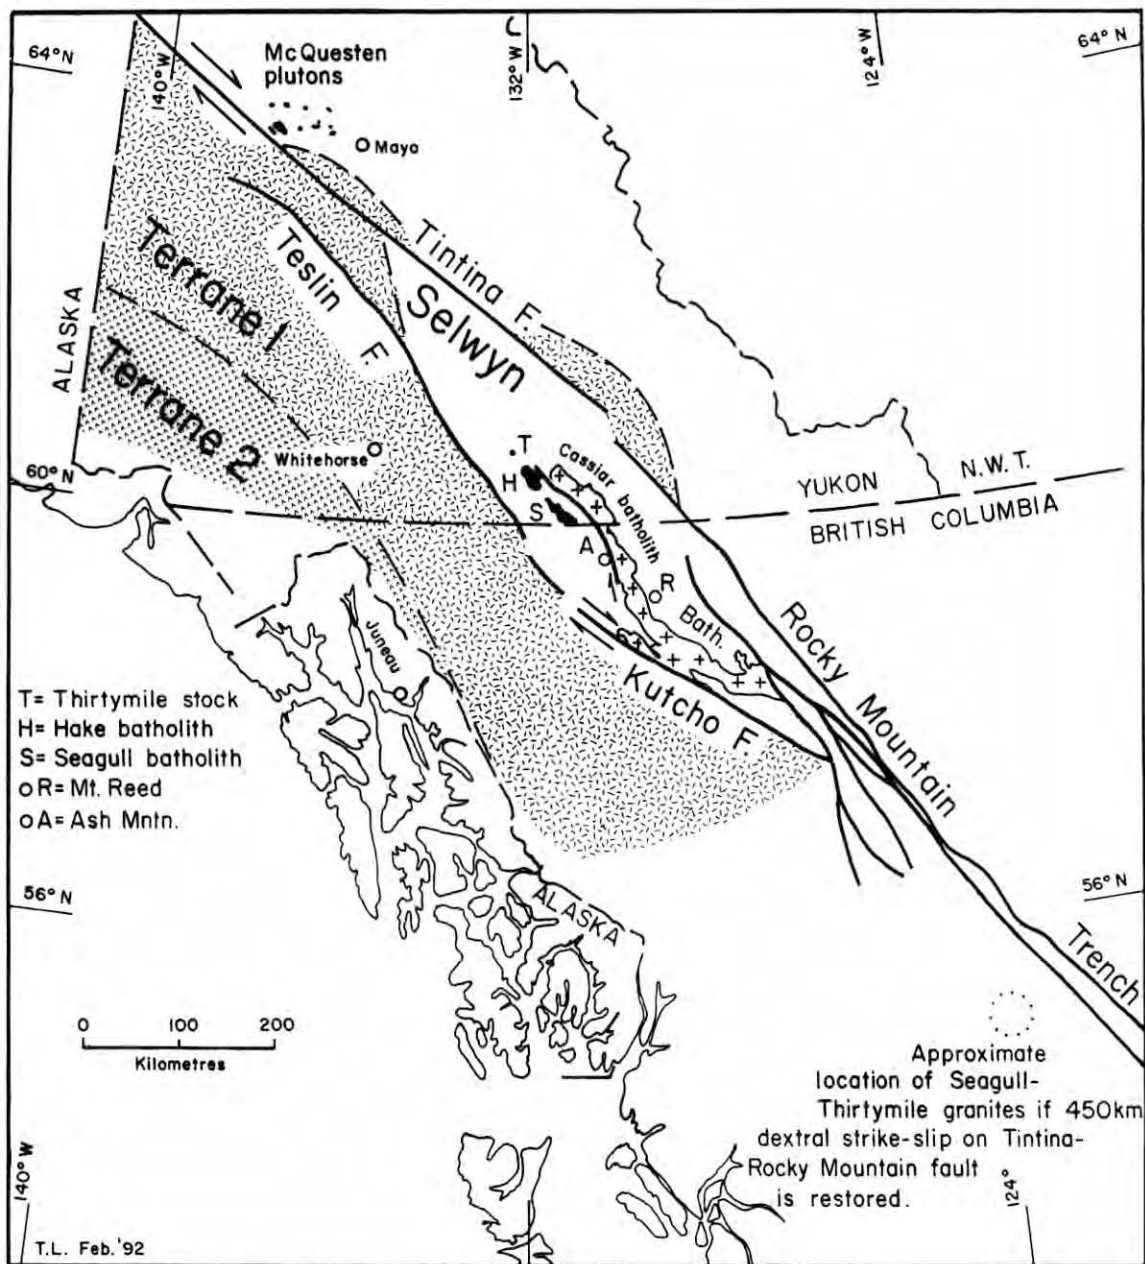 64°N
140°W
McQuesten
plutons
Mayo
132°W
124°W
64°N
Tintina F.
Teslin F
Selwyn
Terrane 1
Terrane 2
ALASKA
Whitehorse
60°N
T
H
S
Cassiar batholith
YUKON
N.W.T.
BRITISH COLUMBIA
A
R
Bath.
Rocky Mountain Trench
Kutcho F
Juneau
T= Thirtymile stock
H= Hake batholith
S= Seagull batholith
R= Mt. Reed
A= Ash Mntn.
56°N
ALASKA
56°N
0 100 200
Kilometres
Approximate
location of Seagull-
Thirtymile granites if 450km
dextral strike-slip on Tintina-
Rocky Mountain fault
is restored.
140°W
124°
T.L. Feb.'92